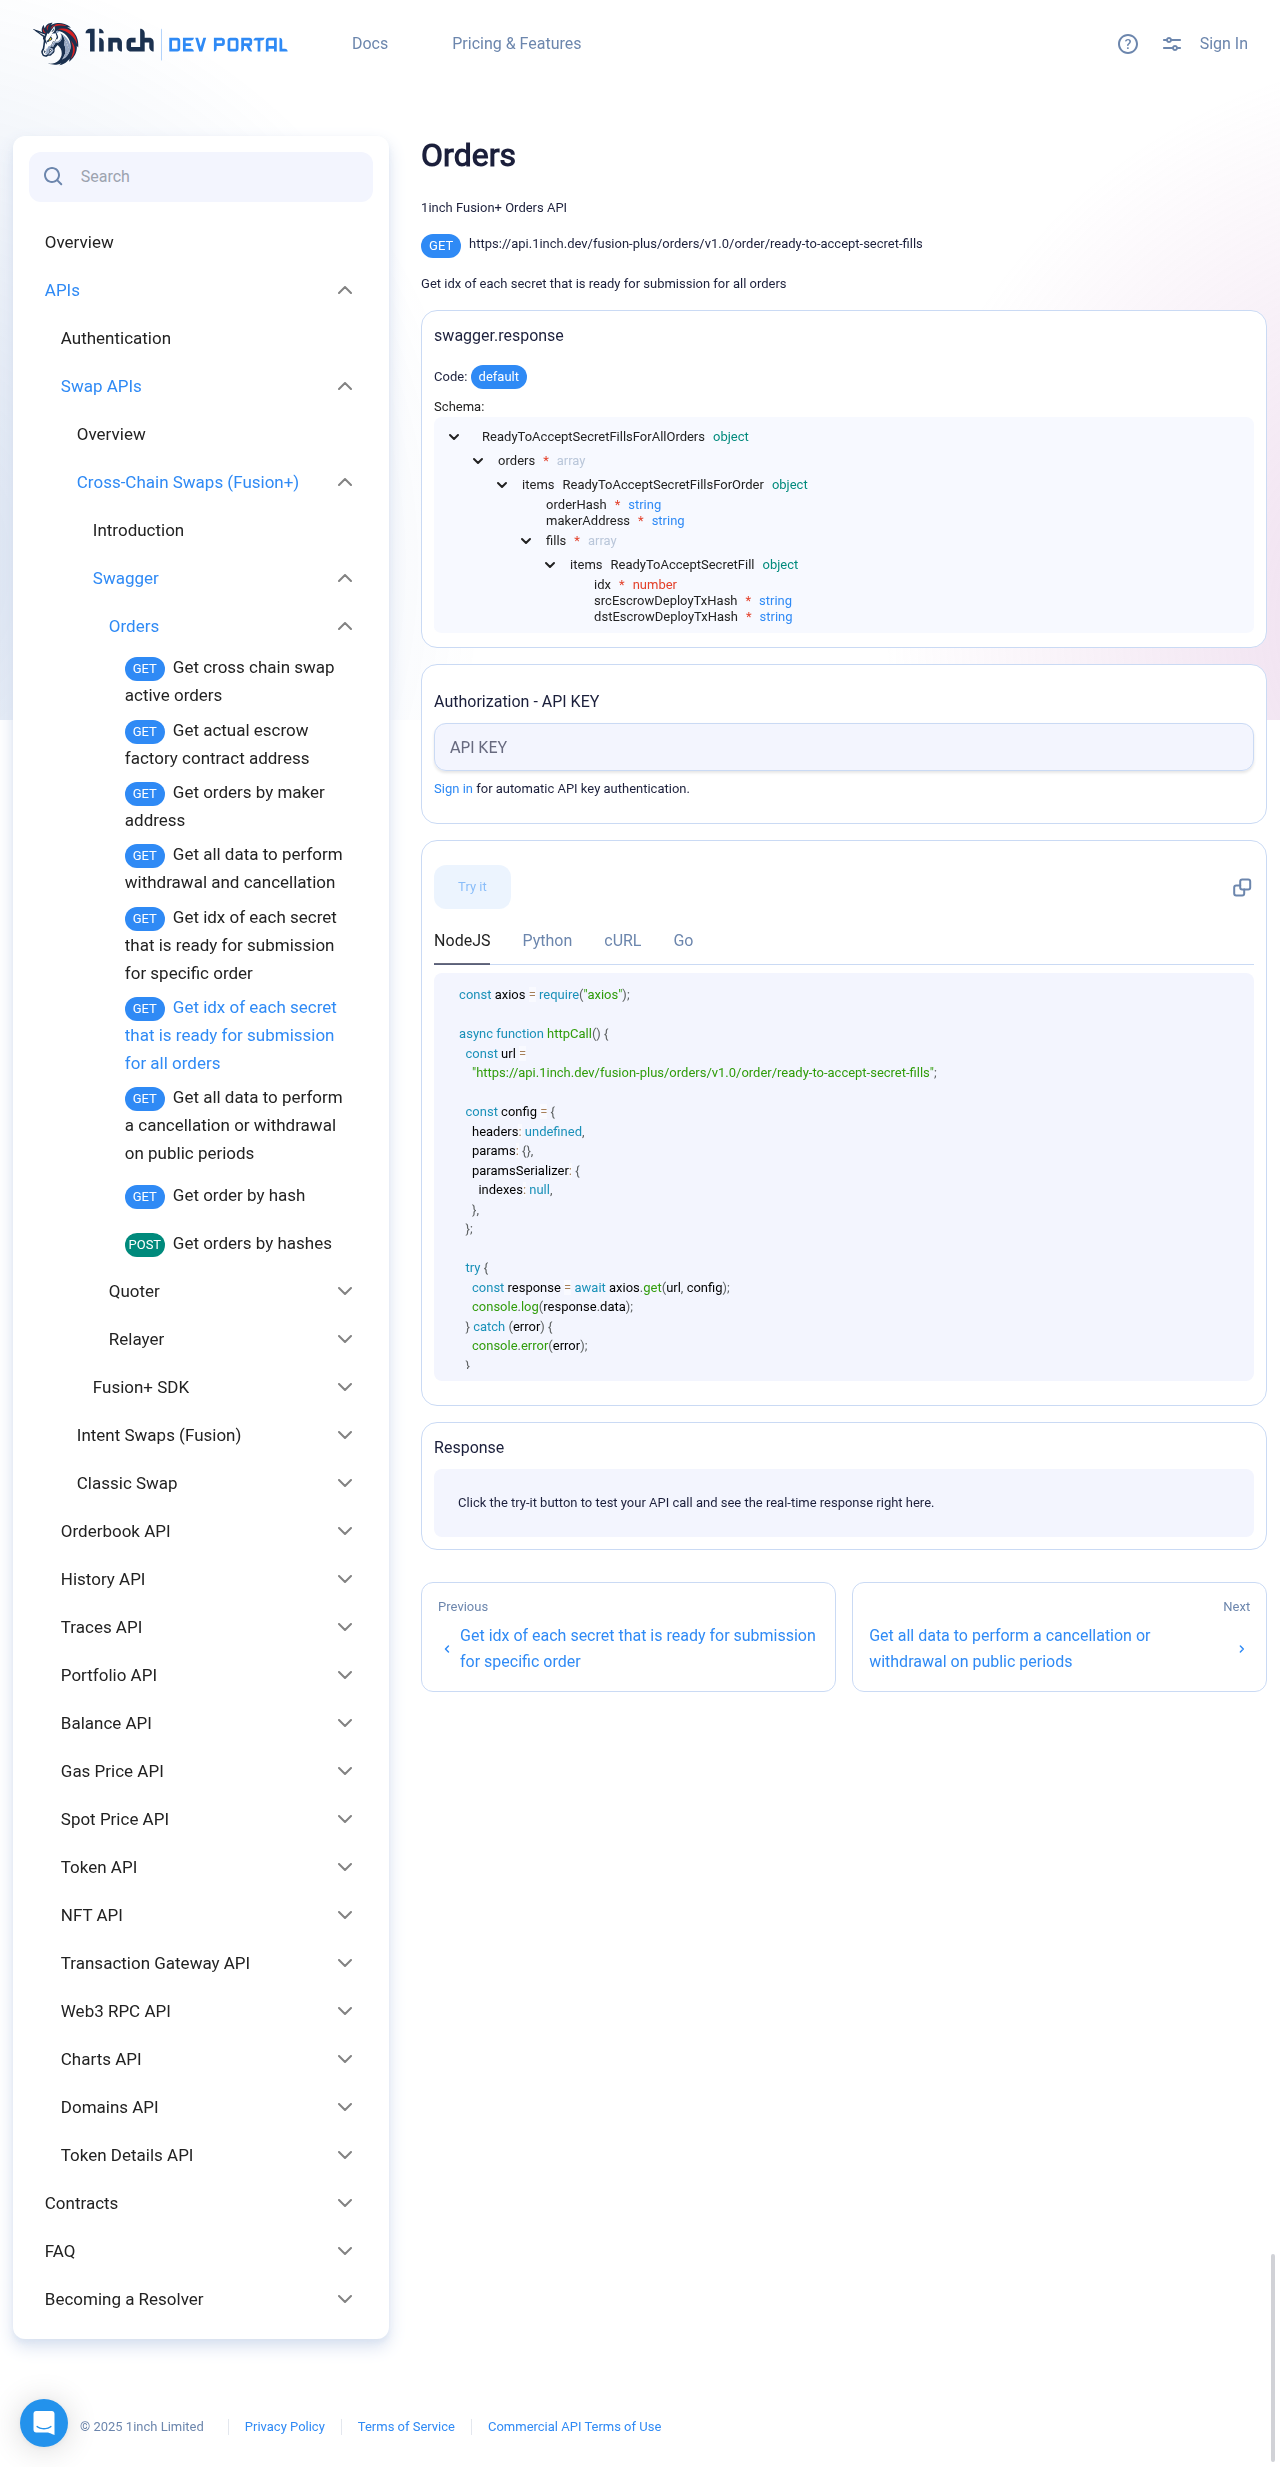 1inch DEV PORTAL
Docs
Pricing & Features
Sign In
Search
Overview
APIs
Authentication
Swap APIs
Overview
Cross-Chain Swaps (Fusion+)
Introduction
Swagger
Orders
GET Get cross chain swap
active orders
GET Get actual escrow
factory contract address
GET Get orders by maker
address
GET Get all data to perform
withdrawal and cancellation
GET Get idx of each secret
that is ready for submission
for specific order
GET Get idx of each secret
that is ready for submission
for all orders
GET Get all data to perform
a cancellation or withdrawal
on public periods
GET Get order by hash
POST Get orders by hashes
Quoter
Relayer
Fusion+ SDK
Intent Swaps (Fusion)
Classic Swap
Orderbook API
History API
Traces API
Portfolio API
Balance API
Gas Price API
Spot Price API
Token API
NFT API
Transaction Gateway API
Web3 RPC API
Charts API
Domains API
Token Details API
Contracts
FAQ
Becoming a Resolver
Orders
1inch Fusion+ Orders API
GET https://api.1inch.dev/fusion-plus/orders/v1.0/order/ready-to-accept-secret-fills
Get idx of each secret that is ready for submission for all orders
swagger.response
Code: default
Schema:
ReadyToAcceptSecretFillsForAllOrders object
orders * array
items ReadyToAcceptSecretFillsForOrder object
orderHash * string
makerAddress * string
fills * array
items ReadyToAcceptSecretFill object
idx * number
srcEscrowDeployTxHash * string
dstEscrowDeployTxHash * string
Authorization - API KEY
API KEY
Sign in for automatic API key authentication.
Try it
NodeJS Python cURL Go
const axios = require("axios");
async function httpCall() {
const url =
"https://api.1inch.dev/fusion-plus/orders/v1.0/order/ready-to-accept-secret-fills";
const config = {
headers: undefined,
params: {},
paramsSerializer: {
indexes: null,
},
};
try {
const response = await axios.get(url, config);
console.log(response.data);
} catch (error) {
console.error(error);
}
Response
Click the try-it button to test your API call and see the real-time response right here.
Previous
Get idx of each secret that is ready for submission
for specific order
Next
Get all data to perform a cancellation or
withdrawal on public periods
© 2025 1inch Limited
Privacy Policy
Terms of Service
Commercial API Terms of Use